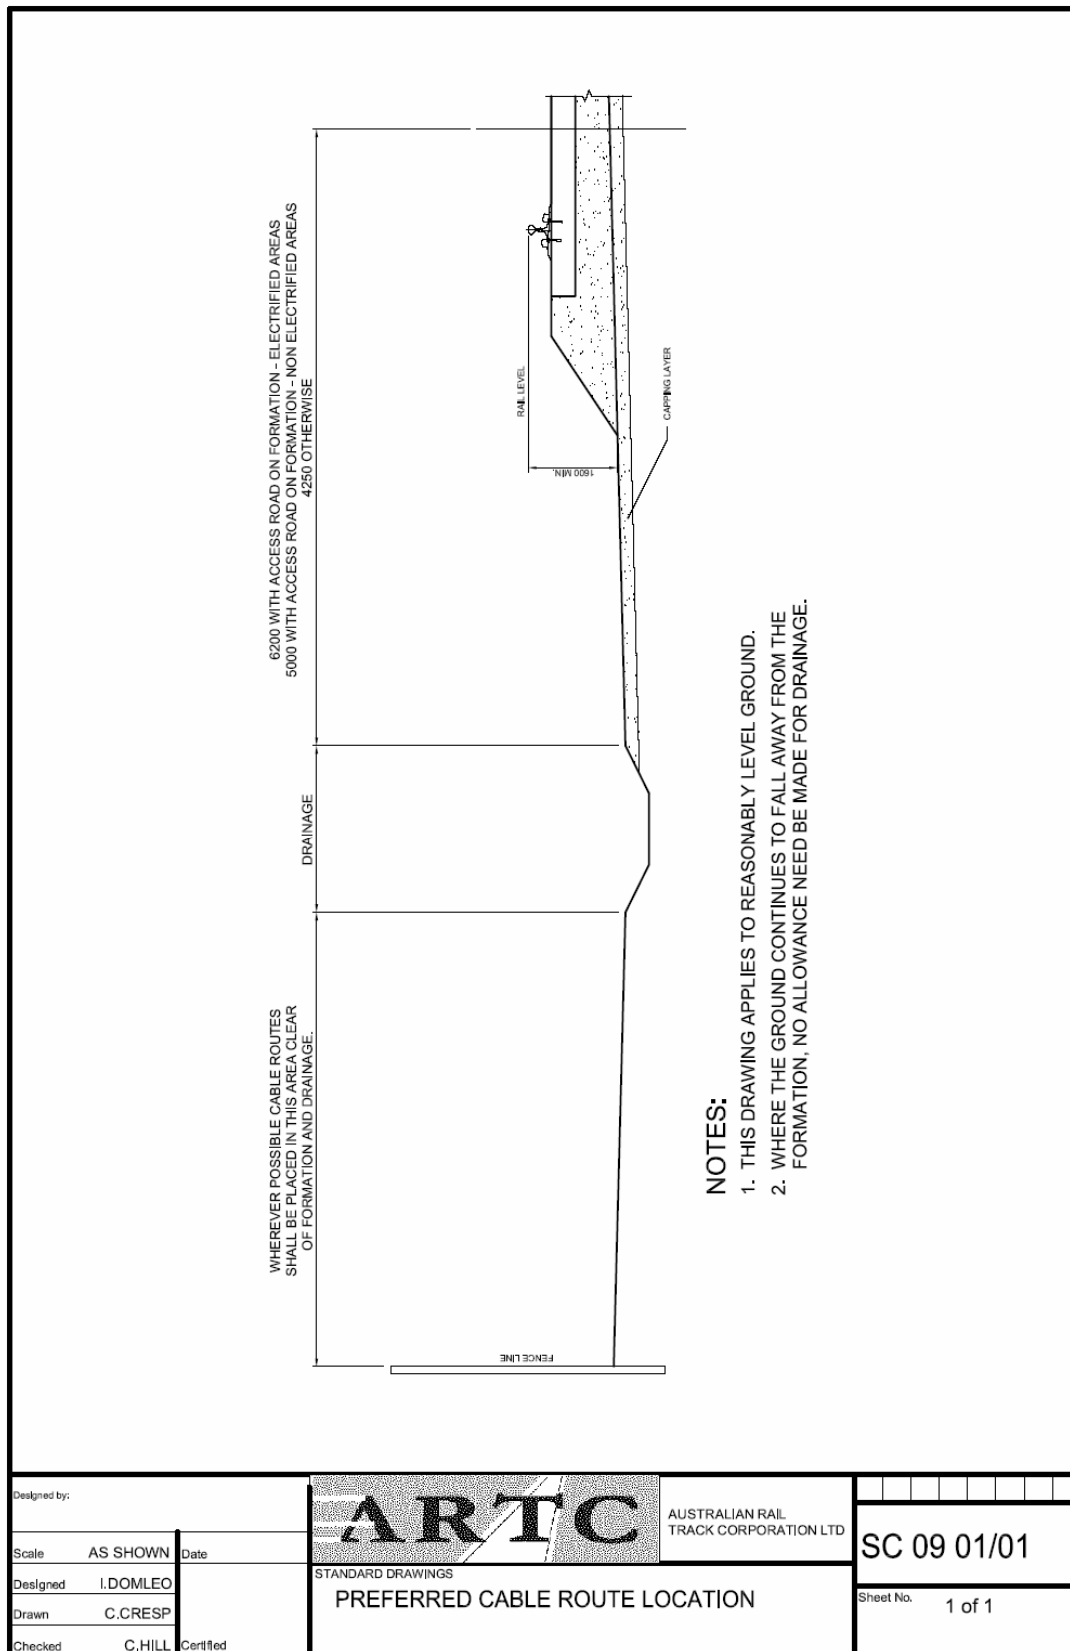 6200 WITH ACCESS ROAD ON FORMATION - ELECTRIFIED AREAS
5000 WITH ACCESS ROAD ON FORMATION - NON ELECTRIFIED AREAS
4250 OTHERWISE
DRAINAGE
WHEREVER POSSIBLE CABLE ROUTES
SHALL BE PLACED IN THIS AREA CLEAR
OF FORMATION AND DRAINAGE.
RAIL LEVEL
1600 MIN.
CAPPING LAYER
FENCE LINE
NOTES:
1. THIS DRAWING APPLIES TO REASONABLY LEVEL GROUND.
2. WHERE THE GROUND CONTINUES TO FALL AWAY FROM THE
FORMATION, NO ALLOWANCE NEED BE MADE FOR DRAINAGE.
Designed by:
Scale AS SHOWN Date
Designed I.DOMLEO
Drawn C.CRESP
Checked C.HILL Certified
ARTC
AUSTRALIAN RAIL
TRACK CORPORATION LTD
STANDARD DRAWINGS
PREFERRED CABLE ROUTE LOCATION
SC 09 01/01
Sheet No. 1 of 1